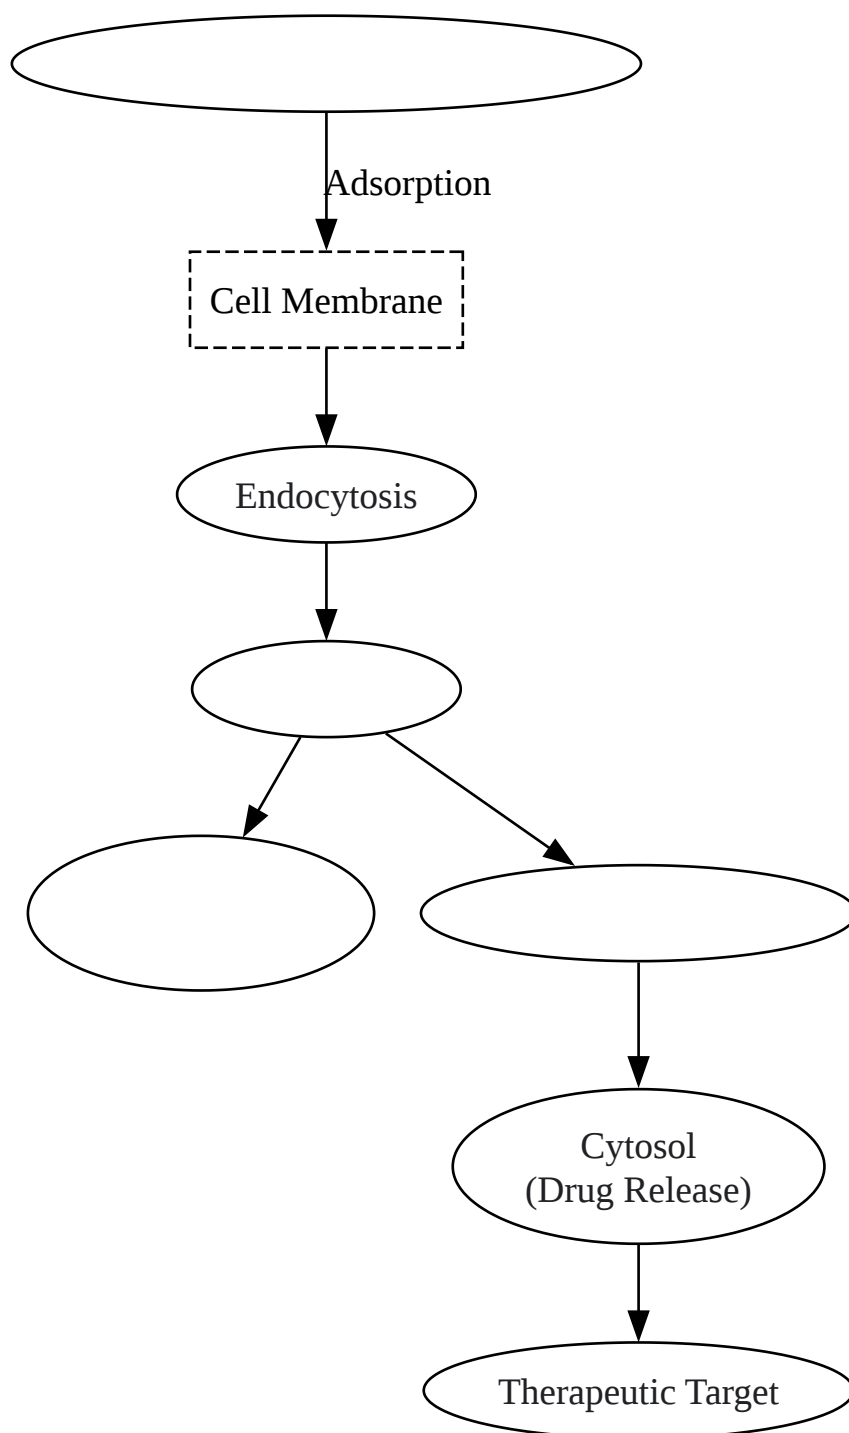 Adsorption
Cell Membrane
Endocytosis
Cytosol
(Drug Release)
Therapeutic Target